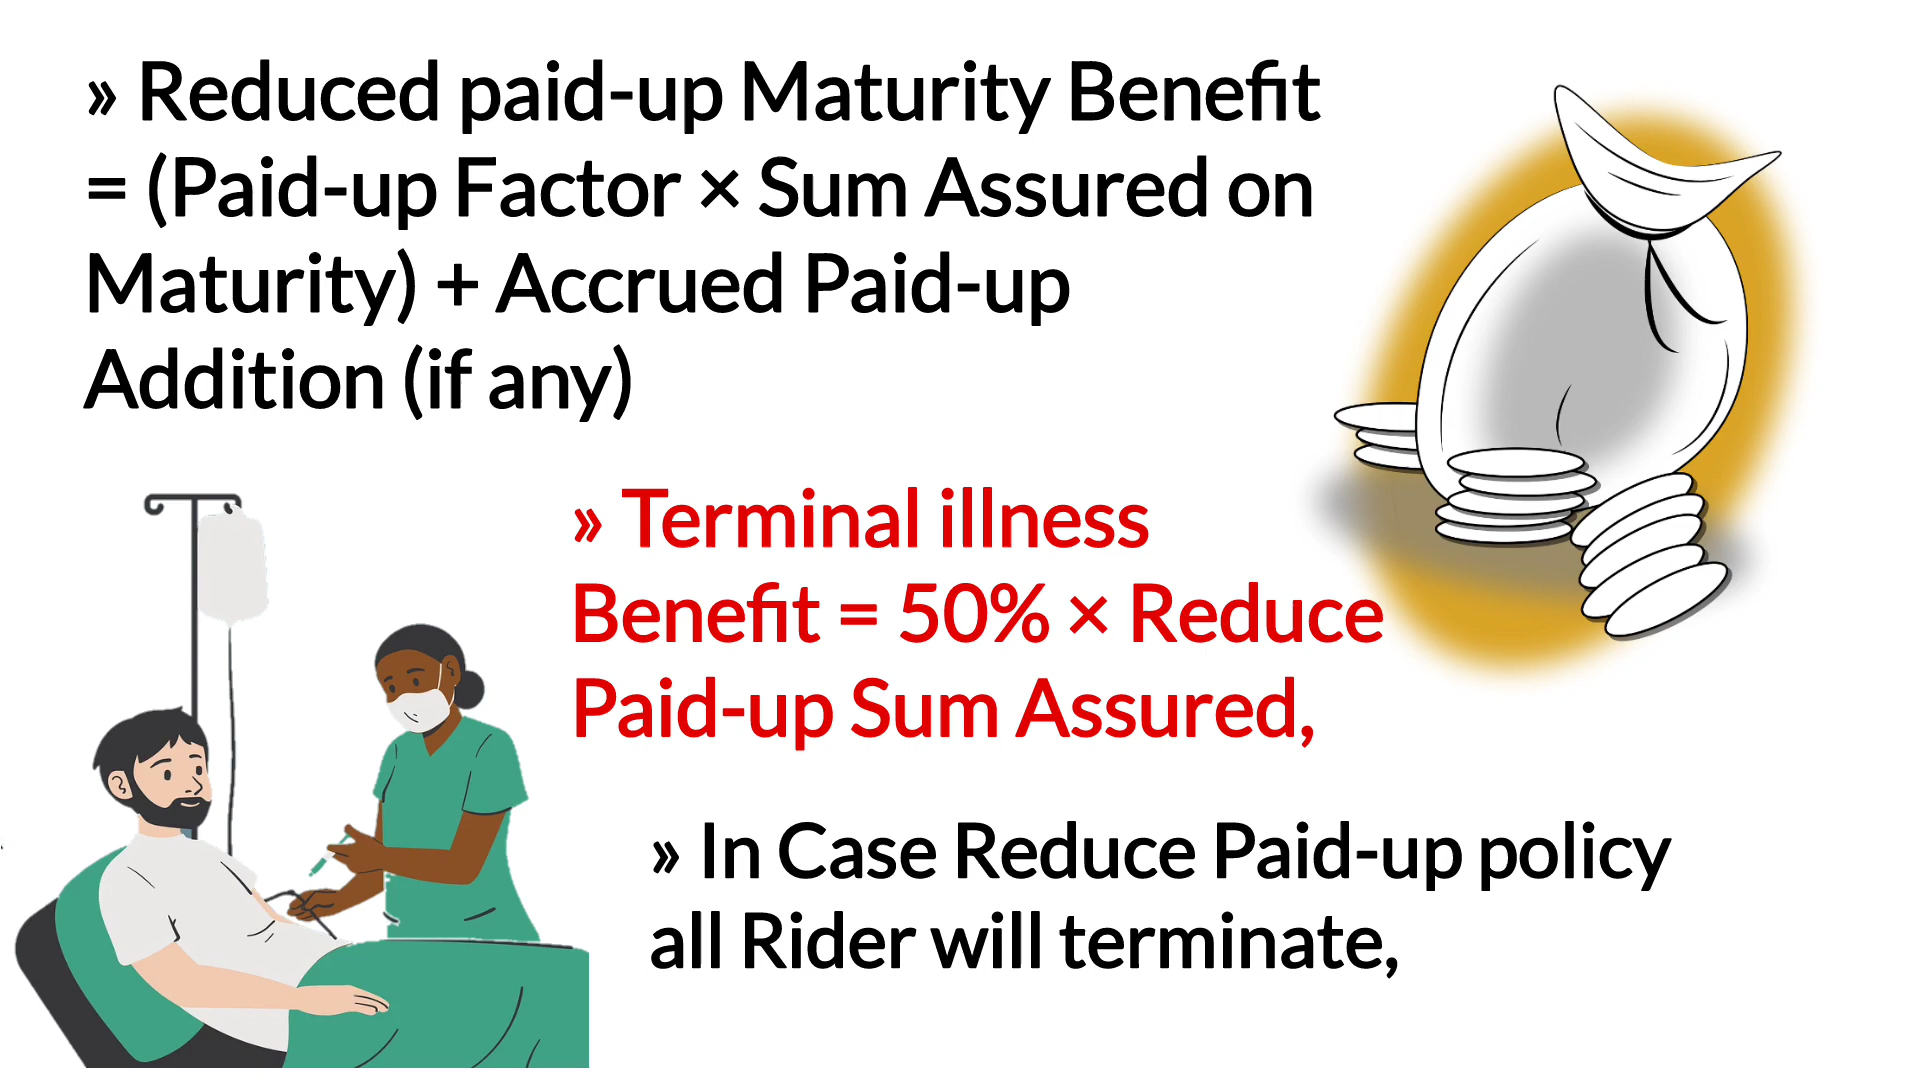 » Reduced paid-up Maturity Benefit
= (Paid-up Factor × Sum Assured on
Maturity) + Accrued Paid-up
Addition (if any)
» Terminal illness
Benefit = 50% × Reduce
Paid-up Sum Assured,
» In Case Reduce Paid-up policy
all Rider will terminate,